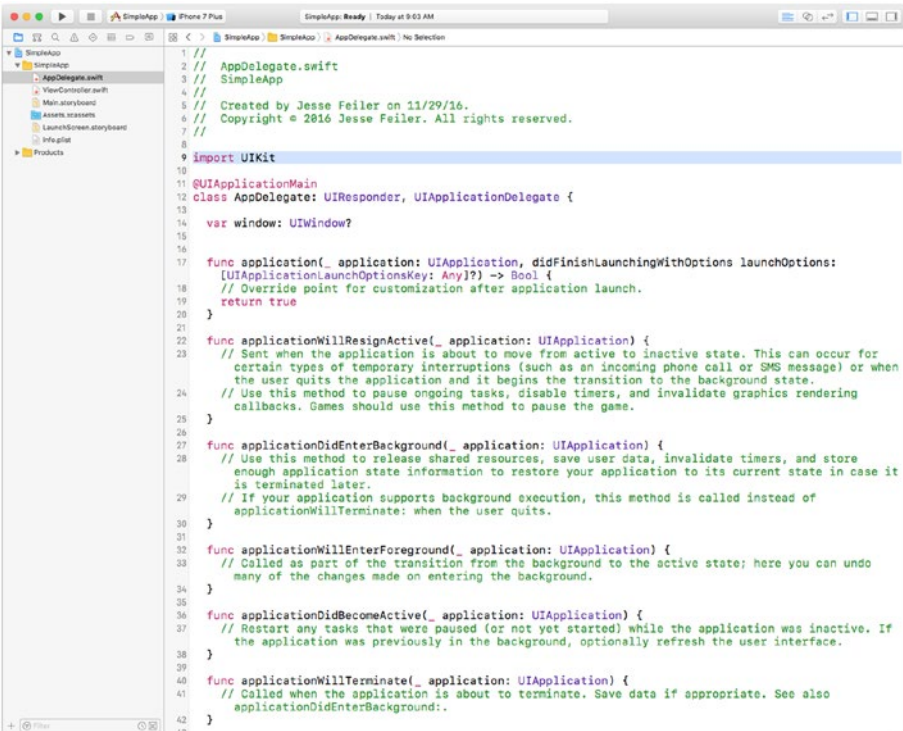 SimpleApp iPhone 7 Plus
SimpleApp: Ready | Today at 9:03 AM
SimpleApp SimpleApp AppDelegate.swift No Selection
SimpleApp
SimpleApp
AppDelegate.swift
ViewController.swift
Main.storyboard
Assets.xcassets
LaunchScreen.storyboard
Info.plist
Products
Filter
1 //
2 //  AppDelegate.swift
3 //  SimpleApp
4 //
5 //  Created by Jesse Feiler on 11/29/16.
6 //  Copyright © 2016 Jesse Feiler. All rights reserved.
7 //
8
9 import UIKit
10
11 @UIApplicationMain
12 class AppDelegate: UIResponder, UIApplicationDelegate {
13
14   var window: UIWindow?
15
16
17   func application(_ application: UIApplication, didFinishLaunchingWithOptions launchOptions:
[UIApplicationLaunchOptionsKey: Any]?) -> Bool {
18     // Override point for customization after application launch.
19     return true
20   }
21
22   func applicationWillResignActive(_ application: UIApplication) {
23     // Sent when the application is about to move from active to inactive state. This can occur for
certain types of temporary interruptions (such as an incoming phone call or SMS message) or when
the user quits the application and it begins the transition to the background state.
24     // Use this method to pause ongoing tasks, disable timers, and invalidate graphics rendering
callbacks. Games should use this method to pause the game.
25   }
26
27   func applicationDidEnterBackground(_ application: UIApplication) {
28     // Use this method to release shared resources, save user data, invalidate timers, and store
enough application state information to restore your application to its current state in case it
is terminated later.
29     // If your application supports background execution, this method is called instead of
applicationWillTerminate: when the user quits.
30   }
31
32   func applicationWillEnterForeground(_ application: UIApplication) {
33     // Called as part of the transition from the background to the active state; here you can undo
many of the changes made on entering the background.
34   }
35
36   func applicationDidBecomeActive(_ application: UIApplication) {
37     // Restart any tasks that were paused (or not yet started) while the application was inactive. If
the application was previously in the background, optionally refresh the user interface.
38   }
39
40   func applicationWillTerminate(_ application: UIApplication) {
41     // Called when the application is about to terminate. Save data if appropriate. See also
applicationDidEnterBackground:.
42   }